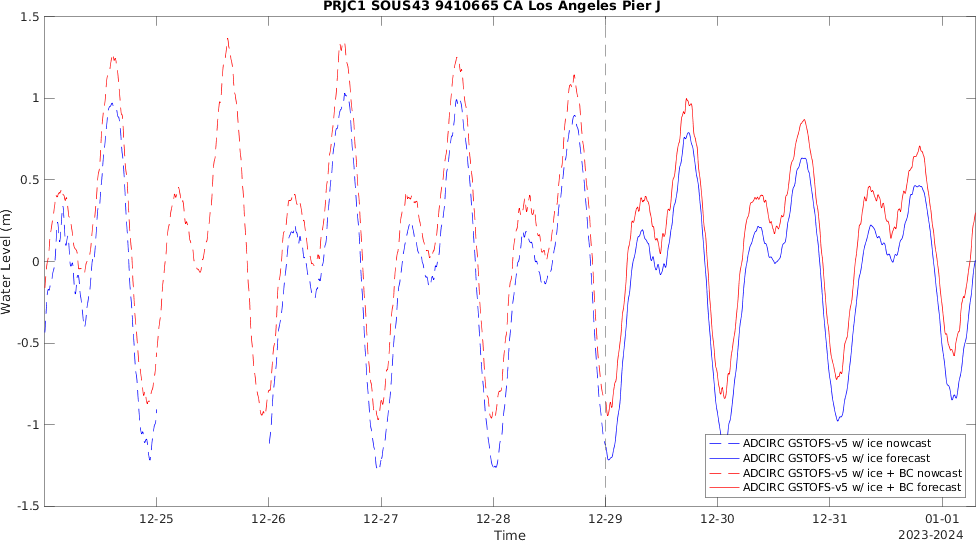 PRJC1 SOUS43 9410665 CA Los Angeles Pier J
1.5
1
0.5
0
-0.5
-1
-1.5
Water Level (m)
12-25
12-26
12-27
12-28
12-29
12-30
12-31
01-01
Time
2023-2024
ADCIRC GSTOFS-v5 w/ ice nowcast
ADCIRC GSTOFS-v5 w/ ice forecast
ADCIRC GSTOFS-v5 w/ ice + BC nowcast
ADCIRC GSTOFS-v5 w/ ice + BC forecast